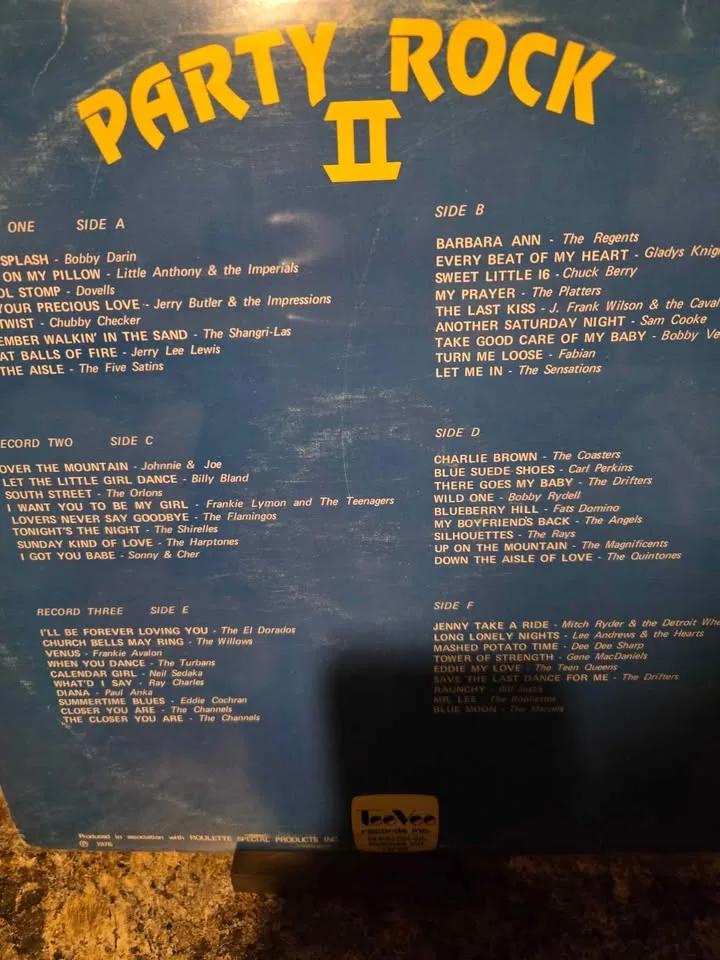 PARTY ROCK
II
ONE SIDE A
SPLASH - Bobby Darin
ON MY PILLOW - Little Anthony & the Imperials
OL STOMP - Dovells
YOUR PRECIOUS LOVE - Jerry Butler & the Impressions
TWIST - Chubby Checker
EMBER WALKIN' IN THE SAND - The Shangri-Las
AT BALLS OF FIRE - Jerry Lee Lewis
THE AISLE - The Five Satins
SIDE B
BARBARA ANN - The Regents
EVERY BEAT OF MY HEART - Gladys Knig
SWEET LITTLE 16 - Chuck Berry
MY PRAYER - The Platters
THE LAST KISS - J. Frank Wilson & the Caval
ANOTHER SATURDAY NIGHT - Sam Cooke
TAKE GOOD CARE OF MY BABY - Bobby Ve
TURN ME LOOSE - Fabian
LET ME IN - The Sensations
ECORD TWO SIDE C
OVER THE MOUNTAIN - Johnnie & Joe
LET THE LITTLE GIRL DANCE - Billy Bland
SOUTH STREET - The Orlons
I WANT YOU TO BE MY GIRL - Frankie Lymon and The Teenagers
LOVERS NEVER SAY GOODBYE - The Flamingos
TONIGHT'S THE NIGHT - The Shirelles
SUNDAY KIND OF LOVE - The Harptones
I GOT YOU BABE - Sonny & Cher
SIDE D
CHARLIE BROWN - The Coasters
BLUE SUEDE SHOES - Carl Perkins
THERE GOES MY BABY - The Drifters
WILD ONE - Bobby Rydell
BLUEBERRY HILL - Fats Domino
MY BOYFRIENDS BACK - The Angels
SILHOUETTES - The Rays
UP ON THE MOUNTAIN - The Magnificents
DOWN THE AISLE OF LOVE - The Quintones
RECORD THREE SIDE E
I'LL BE FOREVER LOVING YOU - The El Dorados
CHURCH BELLS MAY RING - The Willows
VENUS - Frankie Avalon
WHEN YOU DANCE - The Turbans
CALENDAR GIRL - Neil Sedaka
WHAT'D I SAY - Ray Charles
DIANA - Paul Anka
SUMMERTIME BLUES - Eddie Cochran
CLOSER YOU ARE - The Channels
THE CLOSER YOU ARE - The Channels
SIDE F
JENNY TAKE A RIDE - Mitch Ryder & the Detroit Whe
LONG LONELY NIGHTS - Lee Andrews & the Hearts
MASHED POTATO TIME - Dee Dee Sharp
TOWER OF STRENGTH - Gene MacDaniels
EDDIE MY LOVE - The Teen Queens
SAVE THE LAST DANCE FOR ME - The Drifters
RAUNCHY - Bill
MR. LEE - The Bobbettes
BLUE MOON - The Marcels
Produced in association with ROULETTE SPECIAL PRODUCTS INC
℗ 1976
TeeVee
records inc.